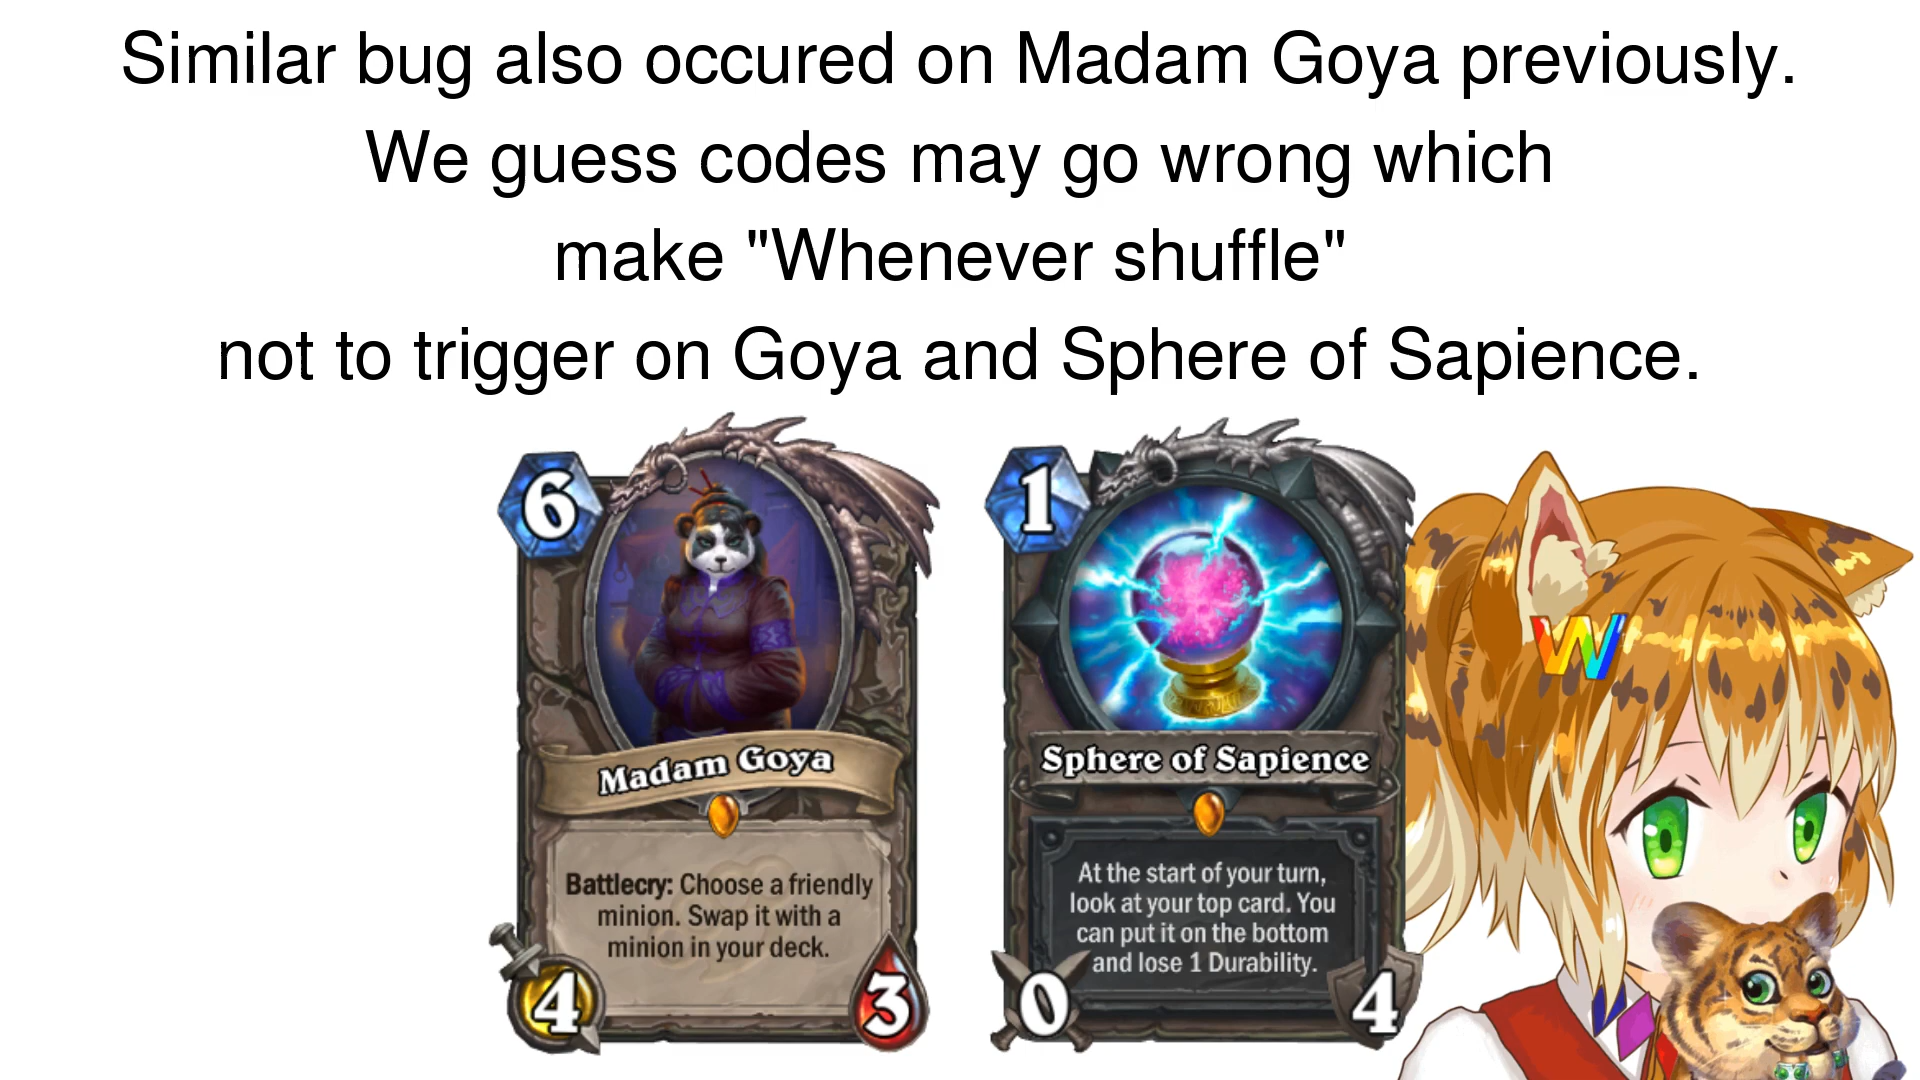 Similar bug also occured on Madam Goya previously.
We guess codes may go wrong which
make "Whenever shuffle"
not to trigger on Goya and Sphere of Sapience.
6
Madam Goya
Battlecry: Choose a friendly
minion. Swap it with a
minion in your deck.
4
3
1
Sphere of Sapience
At the start of your turn,
look at your top card. You
can put it on the bottom
and lose 1 Durability.
0
4
W